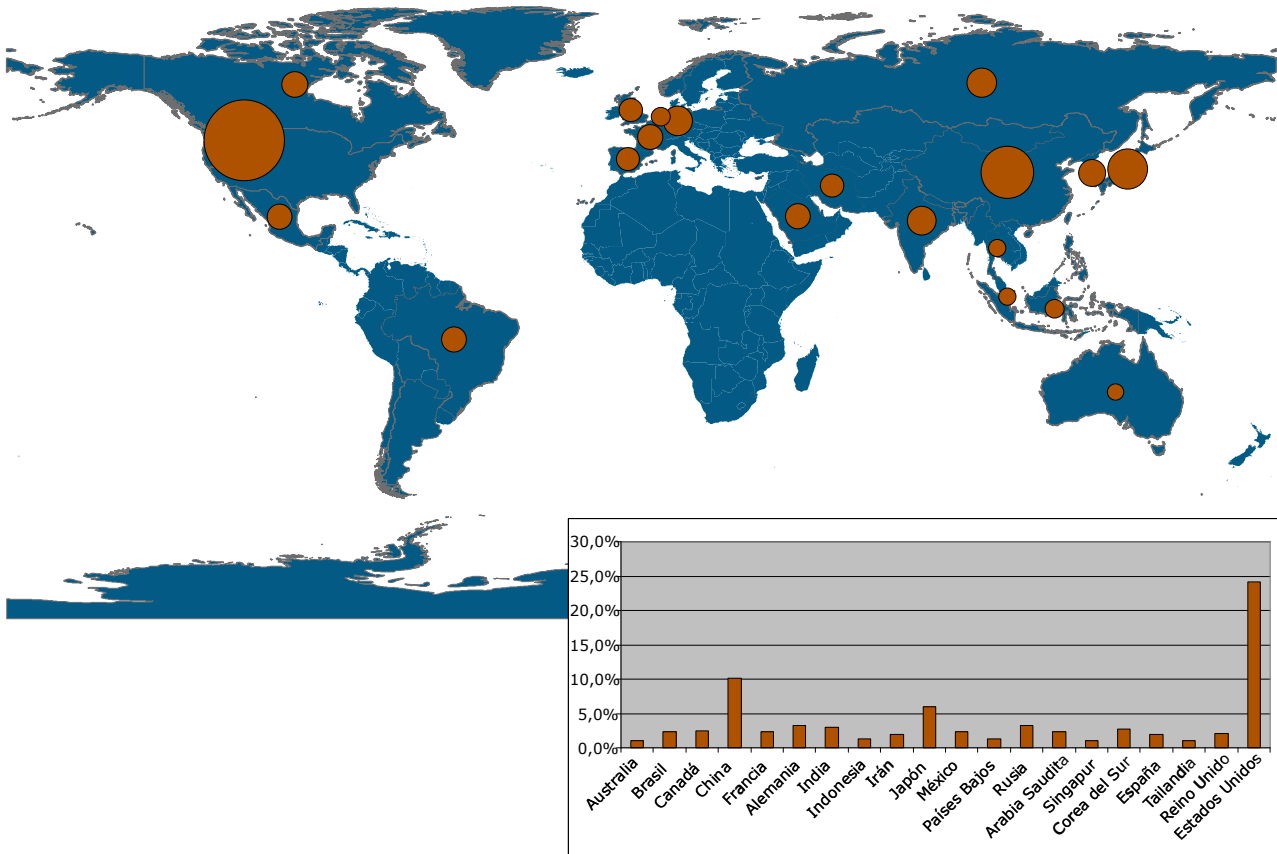 30,0%
25,0%
20,0%
15,0%
10,0%
5,0%
0,0%
Australia
Brasil
Canadá
China
Francia
Alemania
India
Indonesia
Irán
Japón
México
Países Bajos
Rusia
Arabia Saudita
Singapur
Corea del Sur
España
Tailandia
Reino Unido
Estados Unidos